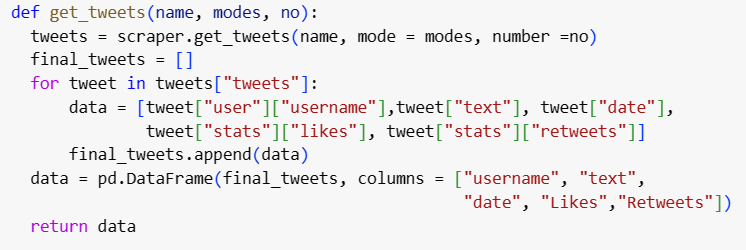 def get_tweets(name, modes, no):
  tweets = scraper.get_tweets(name, mode = modes, number =no)
  final_tweets = []
  for tweet in tweets["tweets"]:
      data = [tweet["user"]["username"],tweet["text"], tweet["date"],
              tweet["stats"]["likes"], tweet["stats"]["retweets"]]
      final_tweets.append(data)
  data = pd.DataFrame(final_tweets, columns = ["username", "text",
                                               "date", "Likes","Retweets"])
  return data